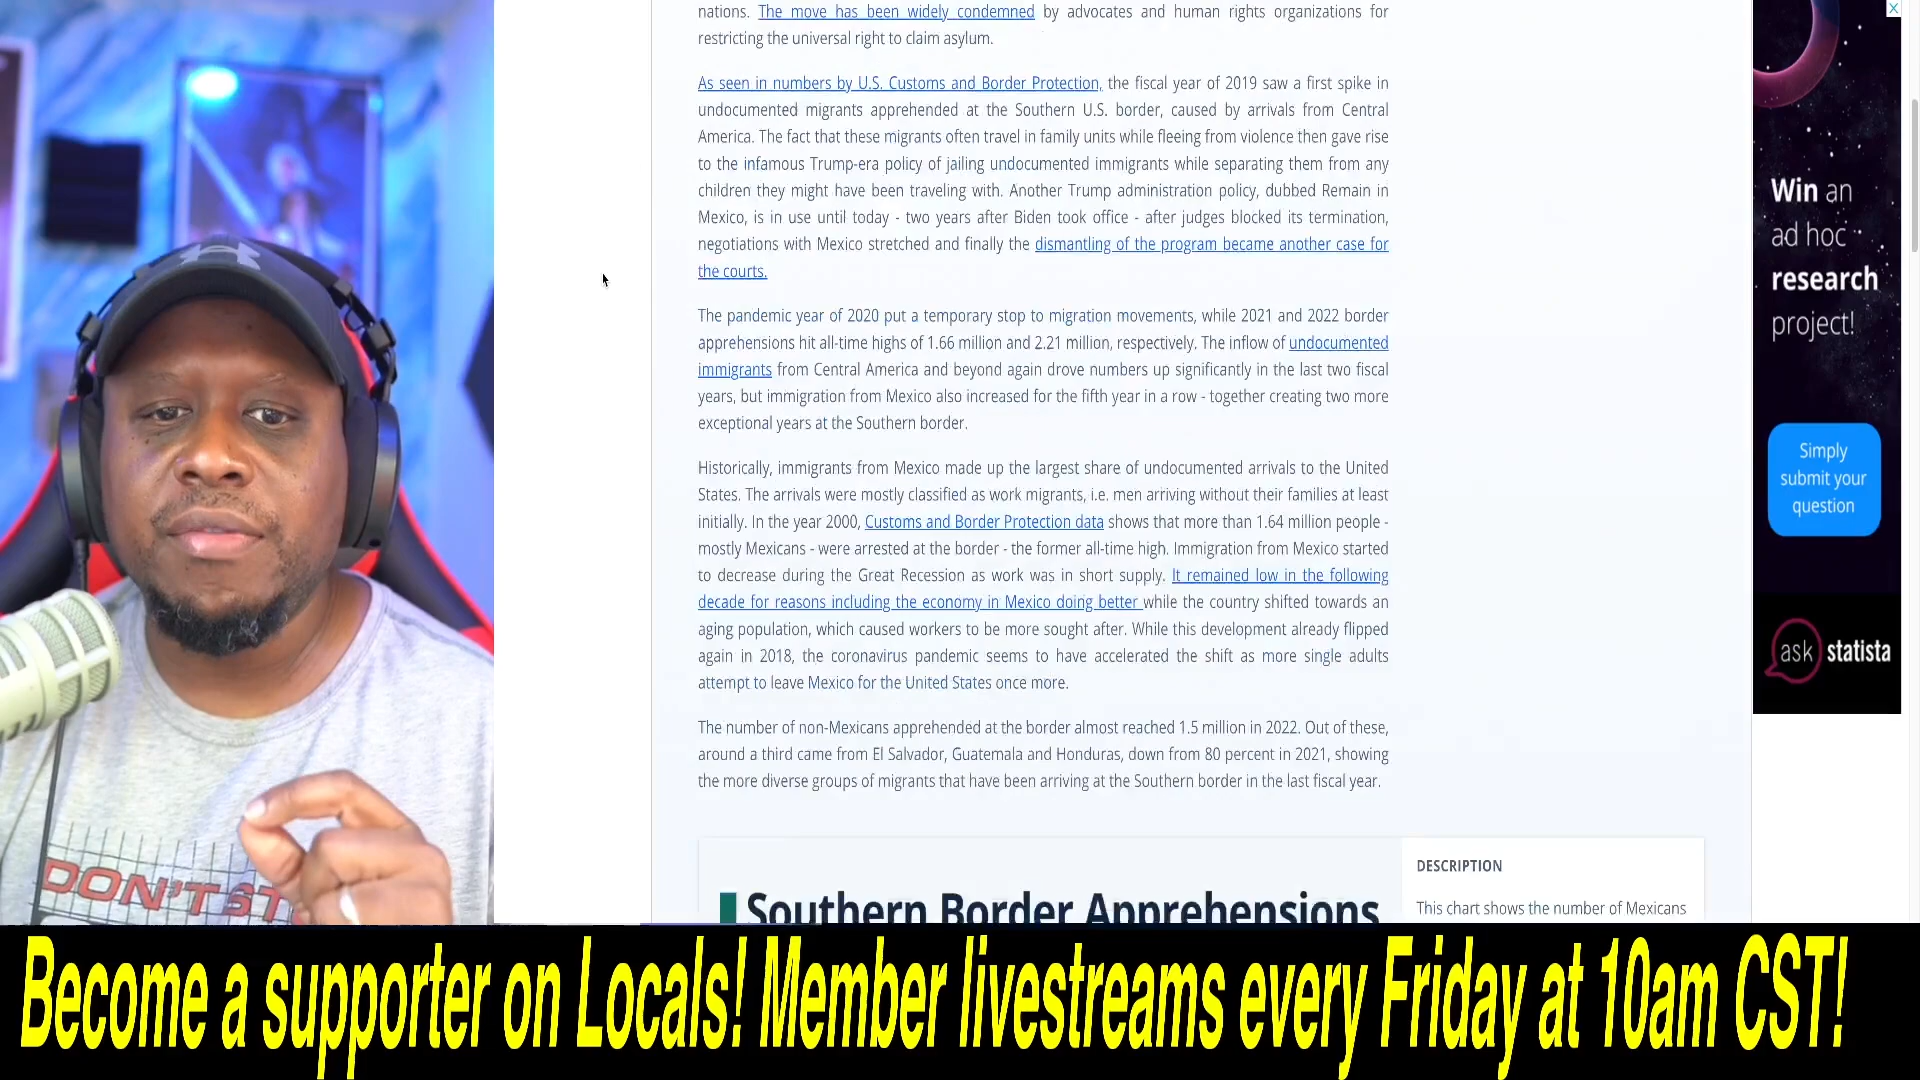 nations. The move has been widely condemned by advocates and human rights organizations for
restricting the universal right to claim asylum.
As seen in numbers by U.S. Customs and Border Protection, the fiscal year of 2019 saw a first spike in
undocumented migrants apprehended at the Southern U.S. border, caused by arrivals from Central
America. The fact that these migrants often travel in family units while fleeing from violence then gave rise
to the infamous Trump-era policy of jailing undocumented immigrants while separating them from any
children they might have been traveling with. Another Trump administration policy, dubbed Remain in
Mexico, is in use until today - two years after Biden took office - after judges blocked its termination,
negotiations with Mexico stretched and finally the dismantling of the program became another case for
the courts.
The pandemic year of 2020 put a temporary stop to migration movements, while 2021 and 2022 border
apprehensions hit all-time highs of 1.66 million and 2.21 million, respectively. The inflow of undocumented
immigrants from Central America and beyond again drove numbers up significantly in the last two fiscal
years, but immigration from Mexico also increased for the fifth year in a row - together creating two more
exceptional years at the Southern border.
Historically, immigrants from Mexico made up the largest share of undocumented arrivals to the United
States. The arrivals were mostly classified as work migrants, i.e. men arriving without their families at least
initially. In the year 2000, Customs and Border Protection data shows that more than 1.64 million people -
mostly Mexicans - were arrested at the border - the former all-time high. Immigration from Mexico started
to decrease during the Great Recession as work was in short supply. It remained low in the following
decade for reasons including the economy in Mexico doing better while the country shifted towards an
aging population, which caused workers to be more sought after. While this development already flipped
again in 2018, the coronavirus pandemic seems to have accelerated the shift as more single adults
attempt to leave Mexico for the United States once more.
The number of non-Mexicans apprehended at the border almost reached 1.5 million in 2022. Out of these,
around a third came from El Salvador, Guatemala and Honduras, down from 80 percent in 2021, showing
the more diverse groups of migrants that have been arriving at the Southern border in the last fiscal year.
Southern Border Apprehensions
DESCRIPTION
This chart shows the number of Mexicans
Win an
ad hoc
research
project!
Simply
submit your
question
ask statista
DON'T ST
Become a supporter on Locals! Member livestreams every Friday at 10am CST!